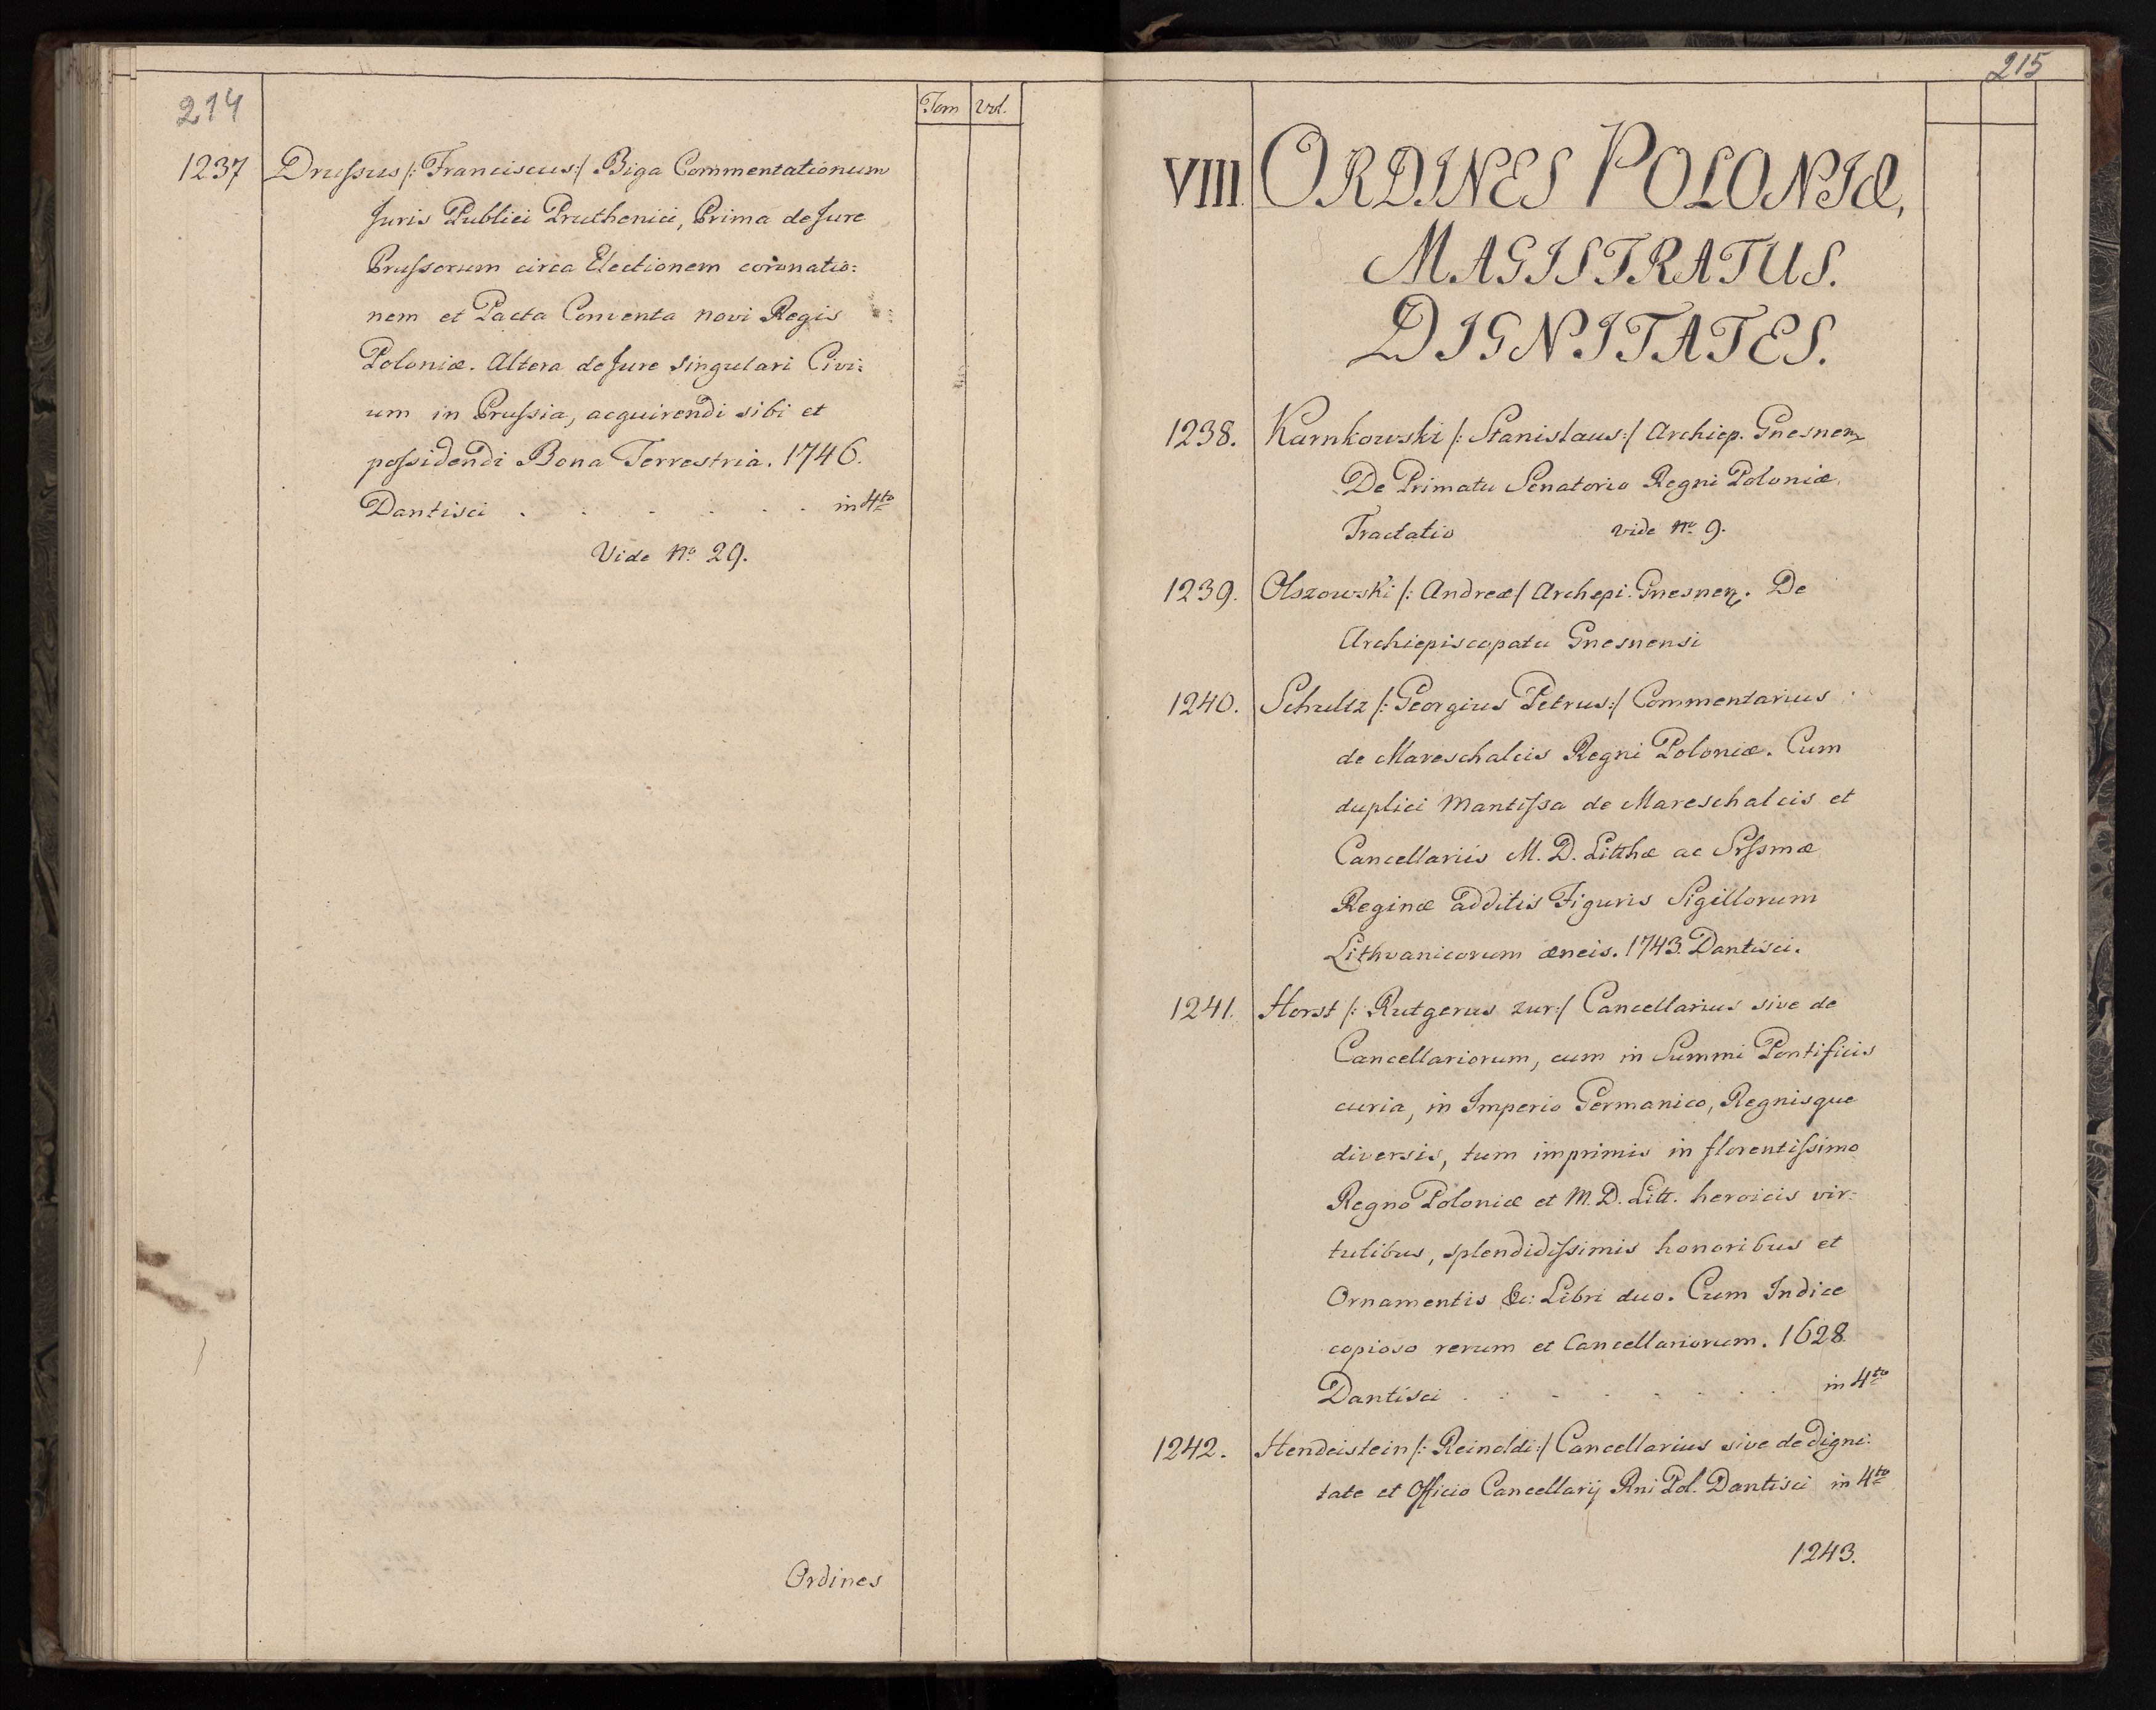 214
Tom Vol.
1237 Druſsus /: Franciscus :/ Biga Commentationum
Juris Publici Pruthenici, Prima de Jure
Pruſsorum circa Electionem coronatio:
nem et Pacta Conventa novi Regis
Poloniæ. Altera de Jure singulari Civi:
um in Pruſsia, acquirendi sibi et
poſsidendi Bona Terrestria. 1746.
Dantisci . . . . . . . in 4to
Vide No 29.
Ordines
215
VIII. ORDINES POLONIÆ,
MAGISTRATUS.
DIGNITATES.
1238. Karnkowski /: Stanislaus :/ Archiep. Gnesnen
De Primatu Senatorio Regni Poloniæ.
Tractatio vide No 9.
1239. Olszowski /: Andreæ / Archepi. Gnesnen. De
Archiepiscopatu Gnesnensi
1240. Schultz /: Georgius Petrus :/ Commentarius
de Mareschalcis Regni Poloniæ. Cum
duplici Mantiſsa de Mareschalcis et
Cancellariis M. D. Litthæ ac Srſsmæ
Reginæ additis Figuris Sigillorum
Lithvanicorum æneis. 1743. Dantisci.
1241. Horst /: Rutgerus zur :/ Cancellarius sive de
Cancellariorum, cum in Summi Pontificis
curia, in Imperio Germanico, Regnisque
diversis, tum imprimis in florentiſsimo
Regno Poloniæ et M. D. Litt. heroicis vir:
tutibus, splendidiſsimis honoribus et
Ornamentis &c: Libri duo. Cum Indice
copioso rerum et Cancellariorum. 1628.
Dantisci . . . . . . . in 4to
1242. Hendeistein /: Reinoldi :/ Cancellarius sive de digni:
tate et Officio Cancellarij Rni Pol. Dantisci in 4to
1243.